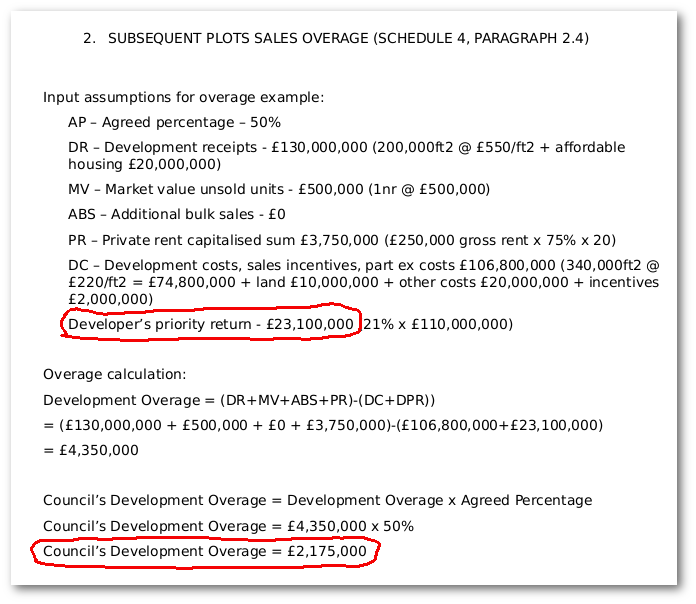 2. SUBSEQUENT PLOTS SALES OVERAGE (SCHEDULE 4, PARAGRAPH 2.4)
Input assumptions for overage example:
AP – Agreed percentage – 50%
DR – Development receipts - £130,000,000 (200,000ft2 @ £550/ft2 + affordable
housing £20,000,000)
MV – Market value unsold units - £500,000 (1nr @ £500,000)
ABS – Additional bulk sales - £0
PR – Private rent capitalised sum £3,750,000 (£250,000 gross rent x 75% x 20)
DC – Development costs, sales incentives, part ex costs £106,800,000 (340,000ft2 @
£220/ft2 = £74,800,000 + land £10,000,000 + other costs £20,000,000 + incentives
£2,000,000)
Developer’s priority return - £23,100,000 (21% x £110,000,000)
Overage calculation:
Development Overage = (DR+MV+ABS+PR)-(DC+DPR))
= (£130,000,000 + £500,000 + £0 + £3,750,000)-(£106,800,000+£23,100,000)
= £4,350,000
Council’s Development Overage = Development Overage x Agreed Percentage
Council’s Development Overage = £4,350,000 x 50%
Council’s Development Overage = £2,175,000